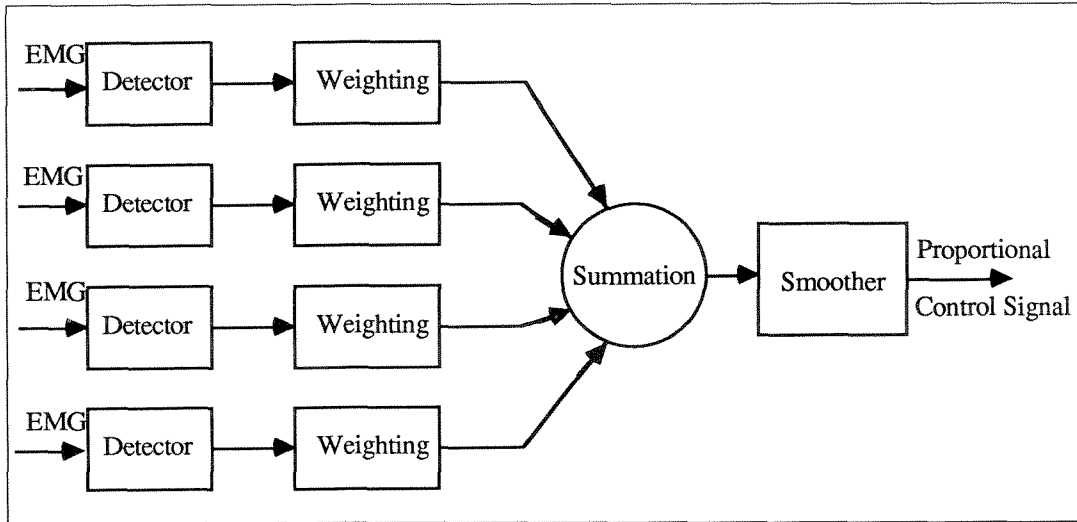 EMG
Detector
Weighting
EMG
Detector
Weighting
EMG
Detector
Weighting
EMG
Detector
Weighting
Summation
Smoother
Proportional
Control Signal